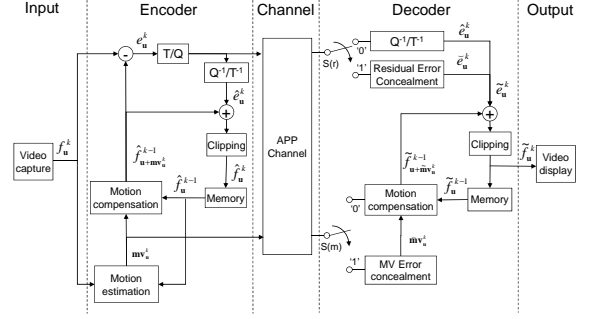 Input
Encoder
Channel
Decoder
Output
Video
capture
f_u^k
-
e_u^k
T/Q
Q⁻¹/T⁻¹
ê_u^k
+
Clipping
f̂_u^k
Memory
f̂_{u+mv_u^k}^{k-1}
f̂_u^{k-1}
Motion
compensation
mv_u^k
Motion
estimation
APP
Channel
S(r)
'0'
'1'
Q⁻¹/T⁻¹
ê_u^k
Residual Error
Concealment
ĕ_u^k
ẽ_u^k
+
Clipping
f̃_u^k
Video
display
Memory
f̃_{u+m̃v_u^k}^{k-1}
f̃_u^{k-1}
Motion
compensation
'0'
S(m)
'1'
m̆v_u^k
MV Error
concealment